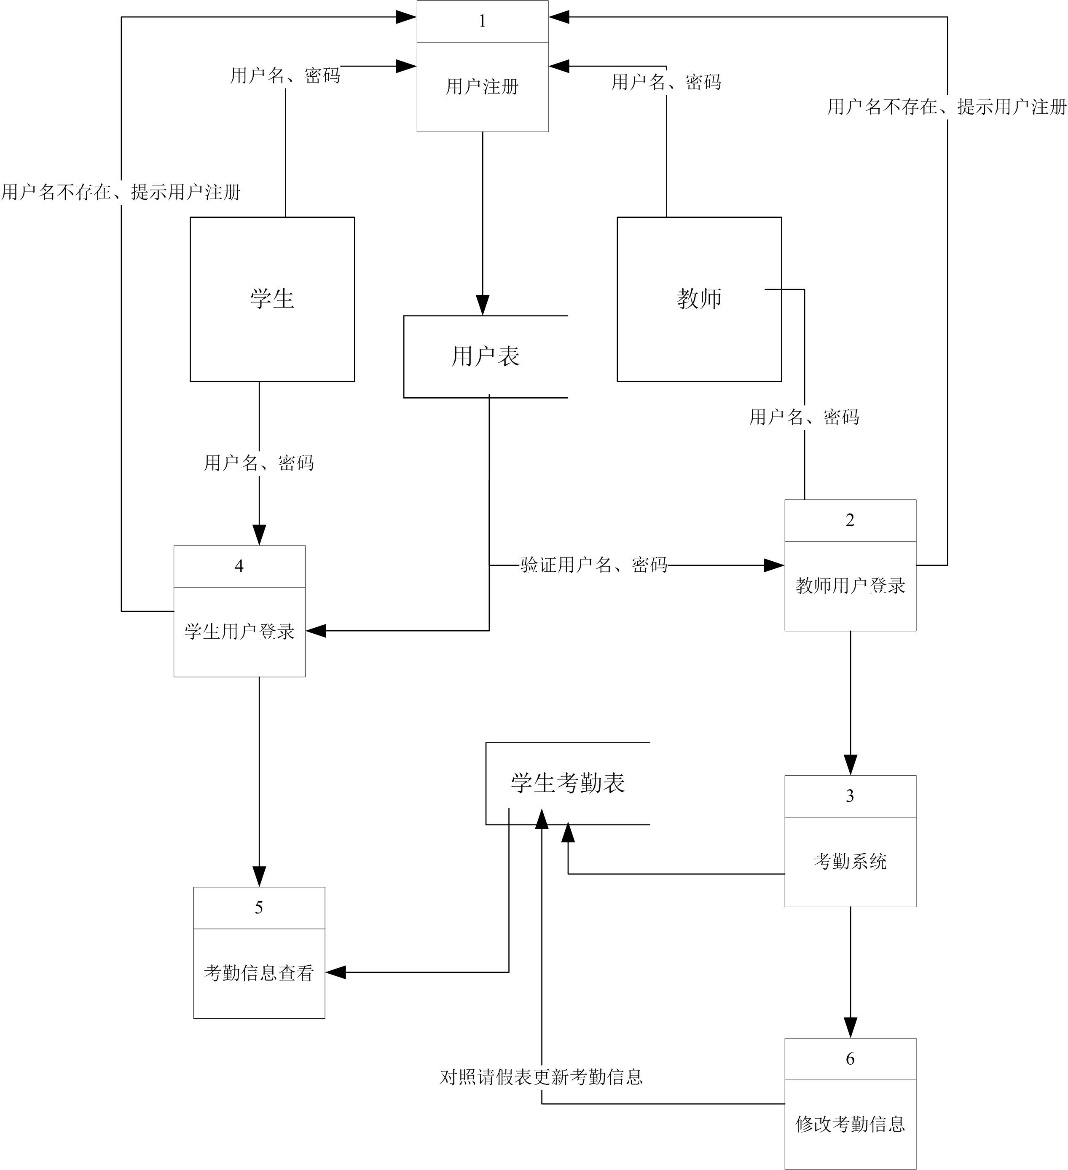 1
用户名、密码
用户注册
用户名、密码
用户名不存在、提示用户注册
用户名不存在、提示用户注册
学生
教师
用户表
用户名、密码
用户名、密码
2
4
验证用户名、密码
教师用户登录
学生用户登录
学生考勤表
3
考勤系统
5
考勤信息查看
6
对照请假表更新考勤信息
修改考勤信息